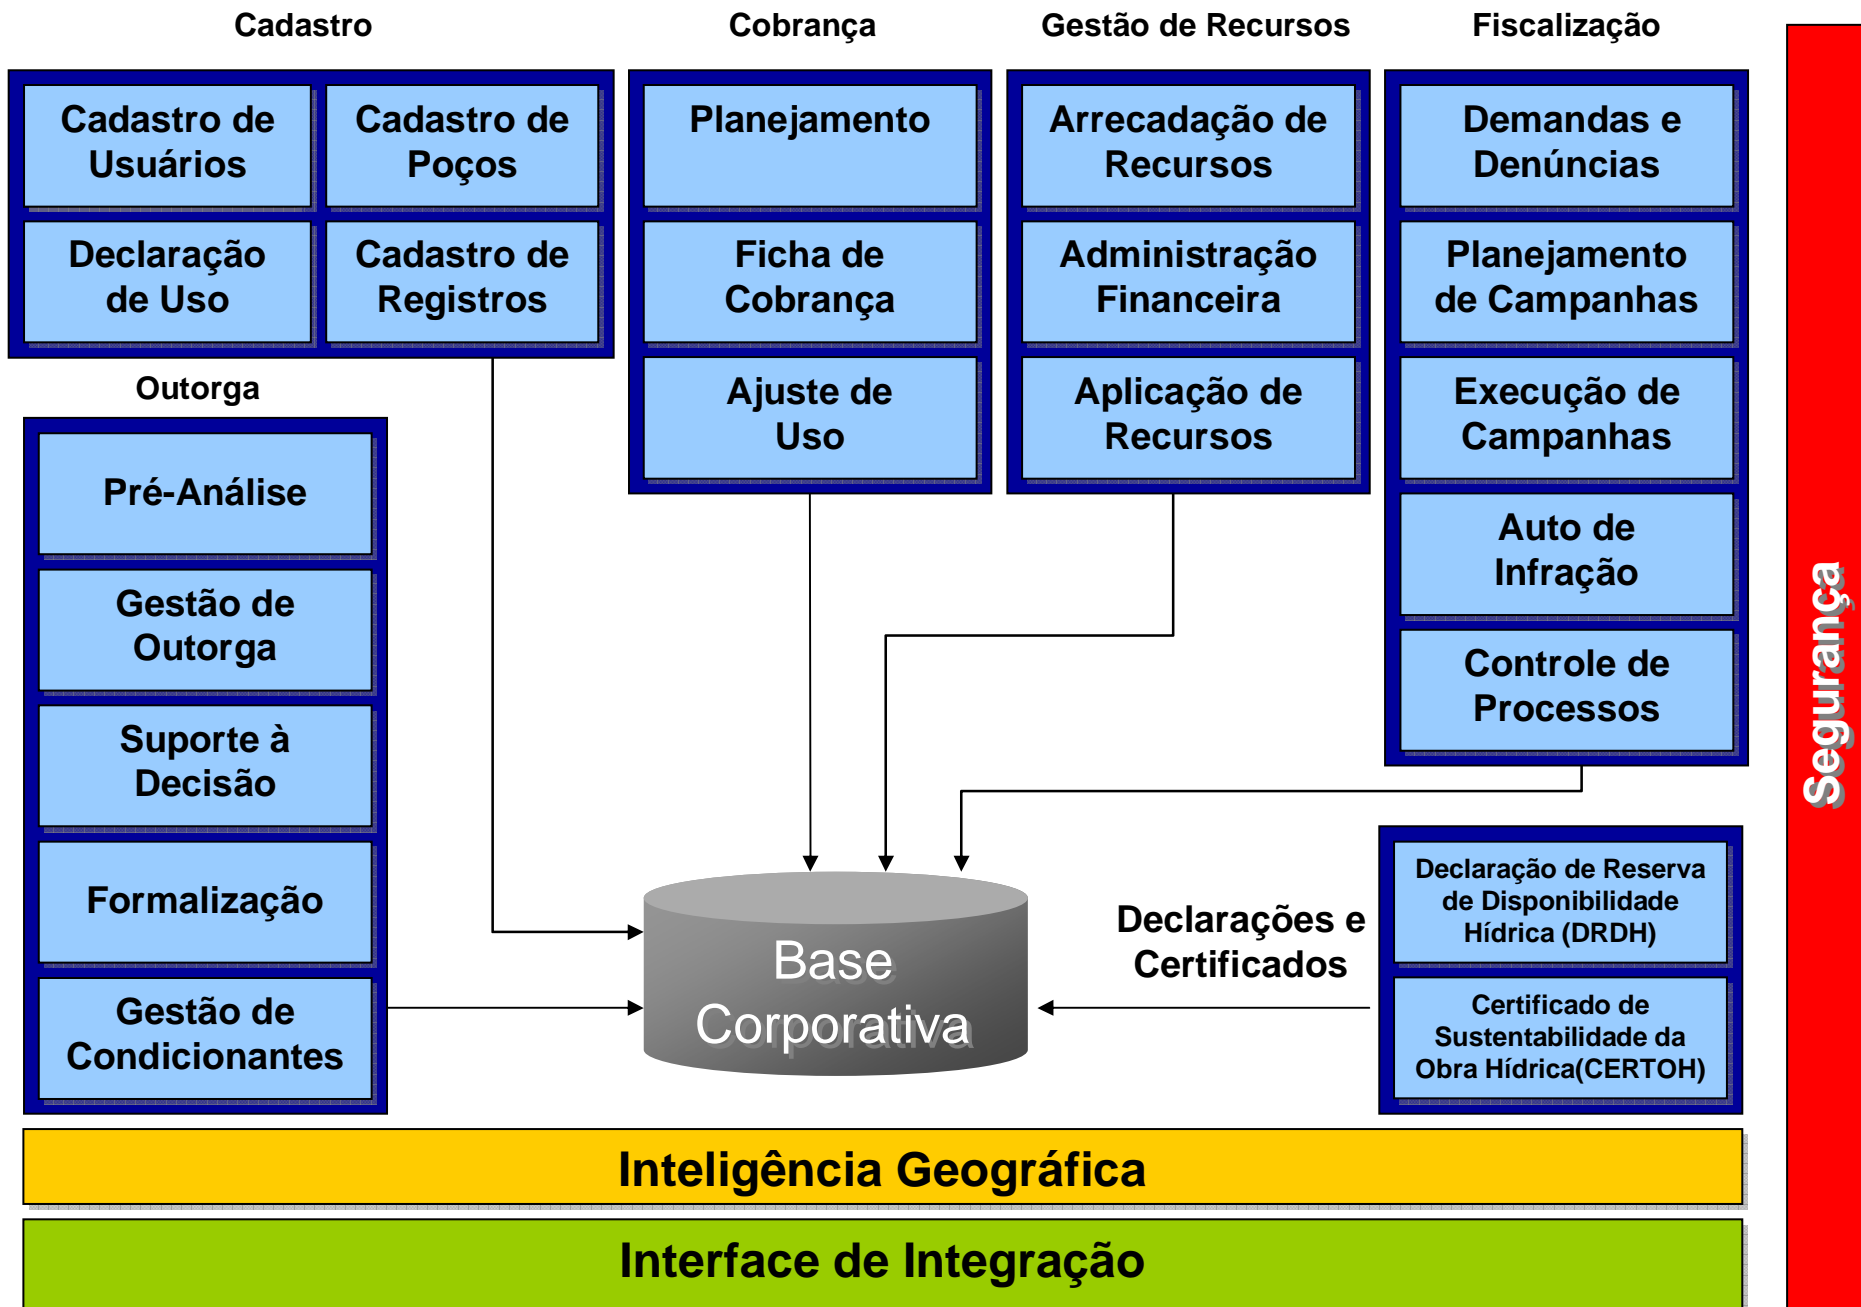 Cadastro
Cadastro de
Usuários
Cadastro de
Poços
Declaração
de Uso
Cadastro de
Registros
Cobrança
Planejamento
Ficha de
Cobrança
Ajuste de
Uso
Gestão de Recursos
Arrecadação de
Recursos
Administração
Financeira
Aplicação de
Recursos
Fiscalização
Demandas e
Denúncias
Planejamento
de Campanhas
Execução de
Campanhas
Auto de
Infração
Controle de
Processos
Outorga
Pré-Análise
Gestão de
Outorga
Suporte à
Decisão
Formalização
Gestão de
Condicionantes
Base
Corporativa
Declarações e
Certificados
Declaração de Reserva
de Disponibilidade
Hídrica (DRDH)
Certificado de
Sustentabilidade da
Obra Hídrica(CERTOH)
Inteligência Geográfica
Interface de Integração
Segurança